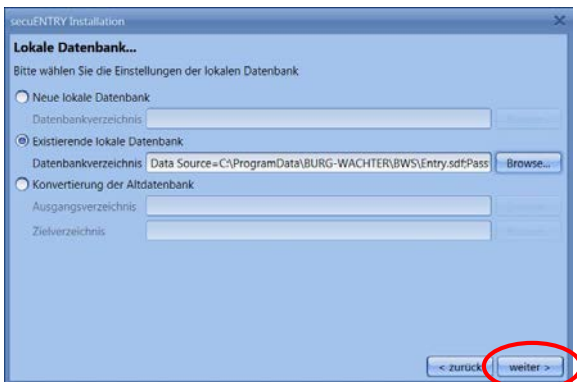 secuENTRY Installation
Lokale Datenbank...
Bitte wählen Sie die Einstellungen der lokalen Datenbank
Neue lokale Datenbank
Datenbankverzeichnis
Existierende lokale Datenbank
Datenbankverzeichnis Data Source=C:\ProgramData\BURG-WACHTER\BWS\Entry.sdf;Pass Browse...
Konvertierung der Altdatenbank
Ausgangsverzeichnis
Zielverzeichnis
< zurück weiter >